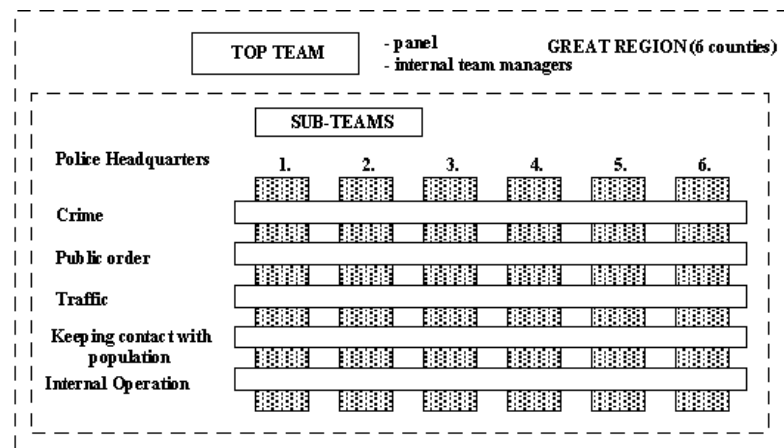 TOP TEAM
- panel
- internal team managers
GREAT REGION (6 counties)
SUB-TEAMS
Police Headquarters
1. 2. 3. 4. 5. 6.
Crime
Public order
Traffic
Keeping contact with
population
Internal Operation